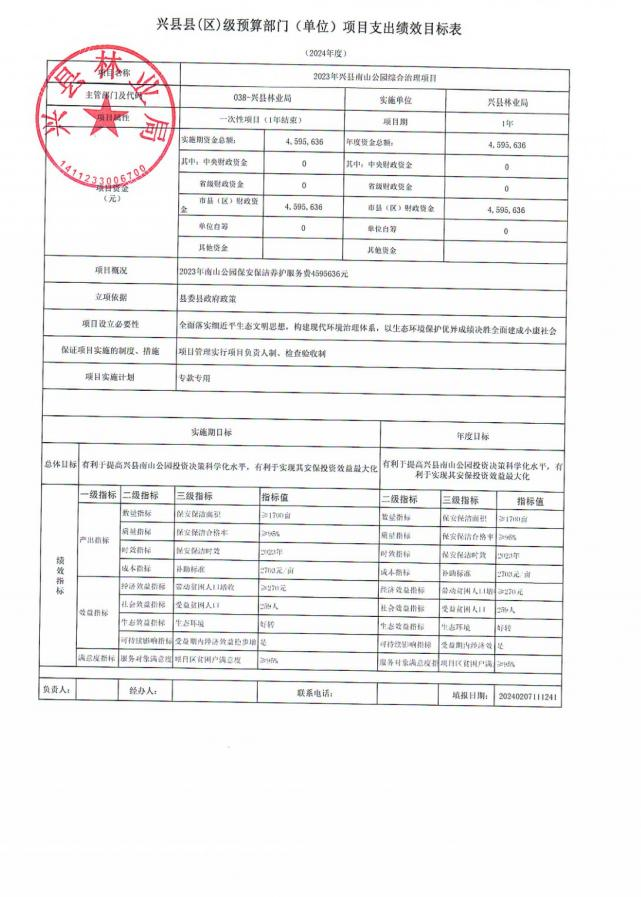 兴县县(区)级预算部门（单位）项目支出绩效目标表
（2024年度）
项目名称 2023年兴县南山公园综合治理项目
主管部门及代码 038-兴县林业局 实施单位 兴县林业局
项目属性 一次性项目（1年结束） 项目期 1年
项目资金（元）
实施期资金总额: 4,595,636 年度资金总额: 4,595,636
其中: 中央财政资金 0 其中: 中央财政资金 0
省级财政资金 0 省级财政资金 0
市县（区）财政资金 4,595,636 市县（区）财政资金 4,595,636
单位自筹 0 单位自筹 0
其他资金 其他资金
项目概况 2023年南山公园保安保洁养护服务费4595636元
立项依据 县委县政府政策
项目设立必要性 全面落实细近平生态文明思想，构建现代环境治理体系，以生态环境保护优异成绩决胜全面建成小康社会
保证项目实施的制度、措施 项目管理实行项目负责人制、检查验收制
项目实施计划 专款专用
实施期目标 年度目标
总体目标 有利于提高兴县南山公园投资决策科学化水平，有利于实现其安保投资效益最大化 有利于提高兴县南山公园投资决策科学化水平，有利于实现其安保投资效益最大化
绩效指标
一级指标 二级指标 三级指标 指标值 二级指标 三级指标 指标值
产出指标 数量指标 保安保洁面积 ≥1700亩 数量指标 保安保洁面积 ≥1700亩
质量指标 保安保洁合格率 ≥95% 质量指标 保安保洁合格率 ≥95%
时效指标 保安保洁时效 2023年 时效指标 保安保洁时效 2023年
成本指标 补助标准 2703元/亩 成本指标 补助标准 2703元/亩
效益指标 经济效益指标 带动贫困人口增收 ≥270元 经济效益指标 带动贫困人口增 ≥270元
社会效益指标 受益贫困人口 259人 社会效益指标 受益贫困人口 259人
生态效益指标 生态环境 好转 生态效益指标 生态环境 好转
可持续影响指标 受益期内经济效益稳步增 是 可持续影响指标 受益期内经济效 是
满意度指标 服务对象满意度 项目区贫困户满意度 ≥95% 服务对象满意度指 项目区贫困户满 ≥95%
负责人: 经办人: 联系电话: 填报日期: 20240207111241
兴县林业局
1411233006700